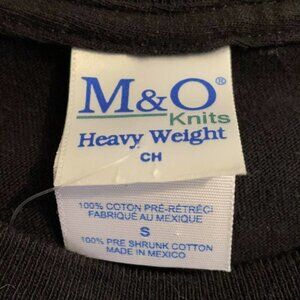 M&O®
Knits
Heavy Weight
CH
100% COTON PRÉ-RÉTRÉCI
FABRIQUÉ AU MEXIQUE
S
100% PRE SHRUNK COTTON
MADE IN MEXICO